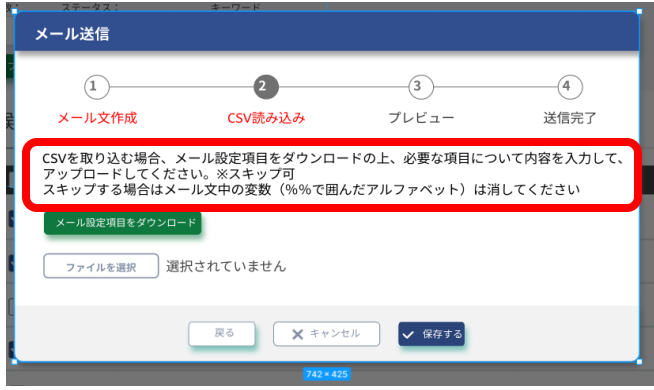 ステータス：
キーワード
メール送信
1
2
3
4
メール文作成
CSV読み込み
プレビュー
送信完了
CSVを取り込む場合、メール設定項目をダウンロードの上、必要な項目について内容を入力して、
アップロードしてください。※スキップ可
スキップする場合はメール文中の変数（%%で囲んだアルファベット）は消してください
メール設定項目をダウンロード
ファイルを選択
選択されていません
戻る
キャンセル
保存する
742 × 425